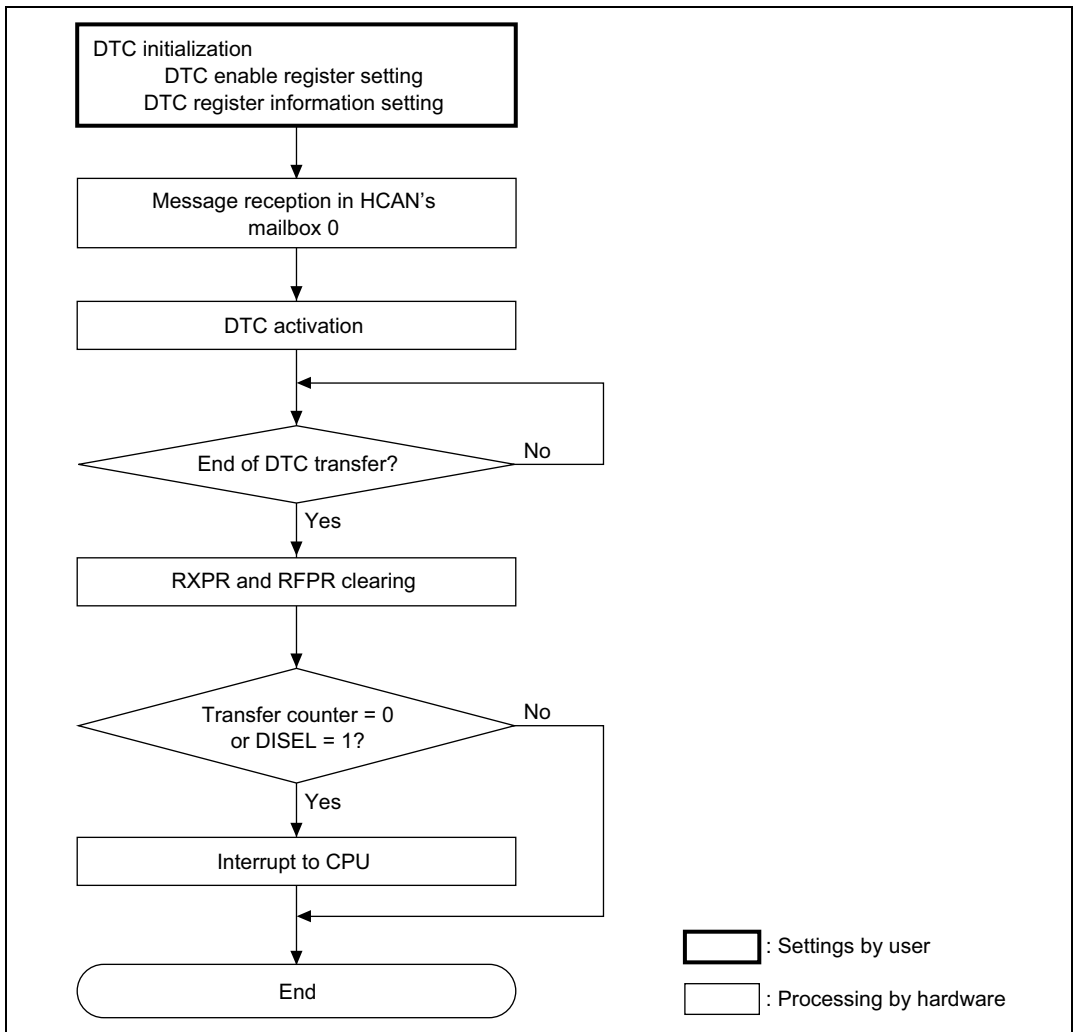 DTC initialization
DTC enable register setting
DTC register information setting
Message reception in HCAN’s
mailbox 0
DTC activation
End of DTC transfer?
No
Yes
RXPR and RFPR clearing
Transfer counter = 0
or DISEL = 1?
No
Yes
Interrupt to CPU
End
: Settings by user
: Processing by hardware